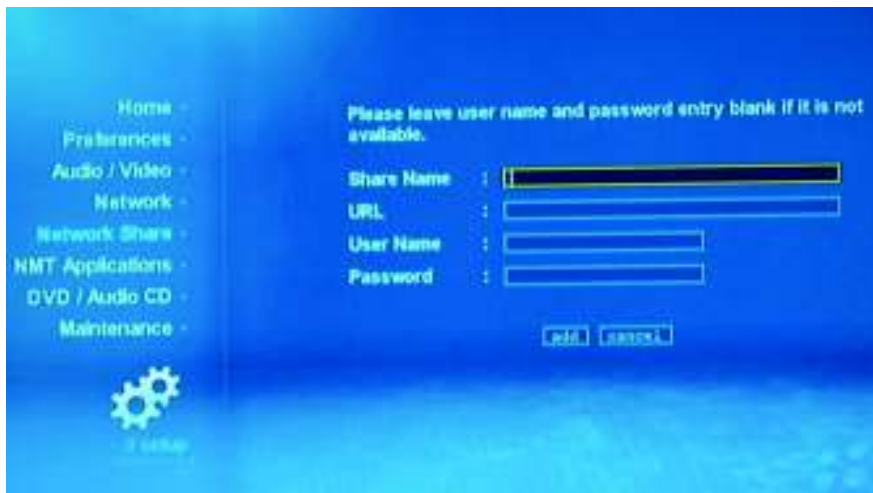 Home -
Preferences -
Audio / Video -
Network -
Network Share -
NMT Applications -
DVD / Audio CD -
Maintenance -
setup
Please leave user name and password entry blank if it is not
available.
Share Name :
URL :
User Name :
Password :
add cancel